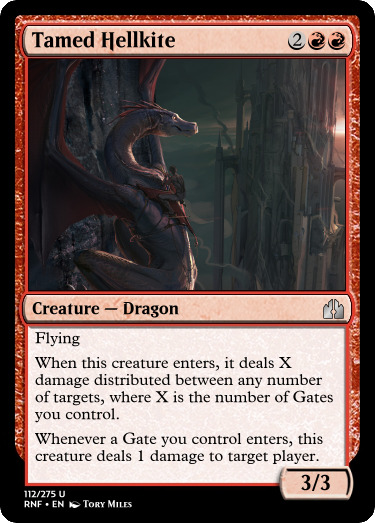 Tamed Hellkite 2
Creature — Dragon
Flying
When this creature enters, it deals X
damage distributed between any number
of targets, where X is the number of Gates
you control.
Whenever a Gate you control enters, this
creature deals 1 damage to target player.
3/3
112/275 U
RNF • EN Tory Miles